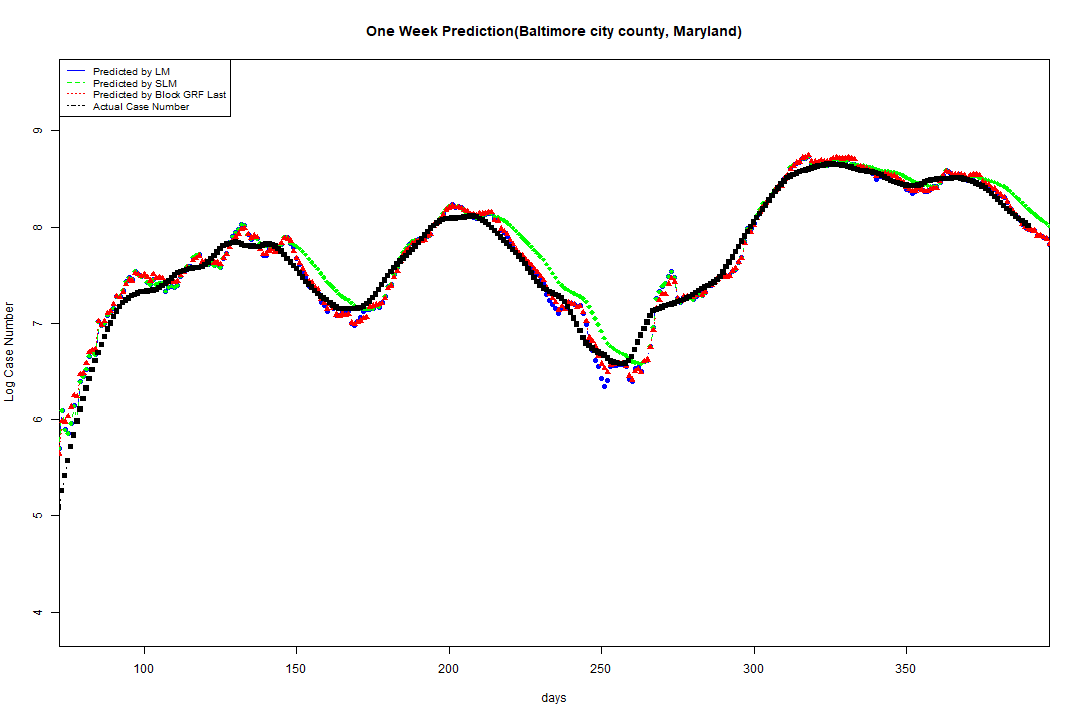 One Week Prediction(Baltimore city county, Maryland)
Predicted by LM
Predicted by SLM
Predicted by Block GRF Last
Actual Case Number
9
8
7
6
5
4
Log Case Number
100 150 200 250 300 350
days